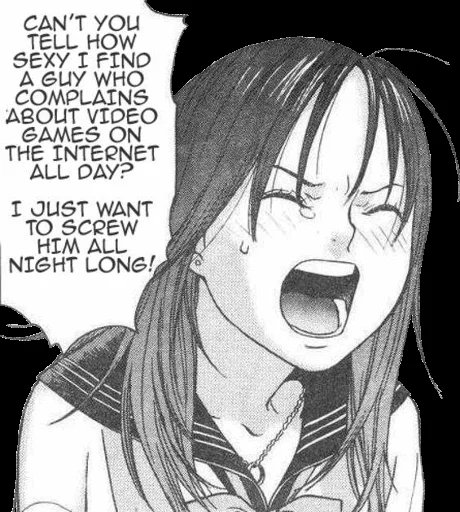 CAN'T YOU
TELL HOW
SEXY I FIND
A GUY WHO
COMPLAINS
ABOUT VIDEO
GAMES ON
THE INTERNET
ALL DAY?
I JUST WANT
TO SCREW
HIM ALL
NIGHT LONG!